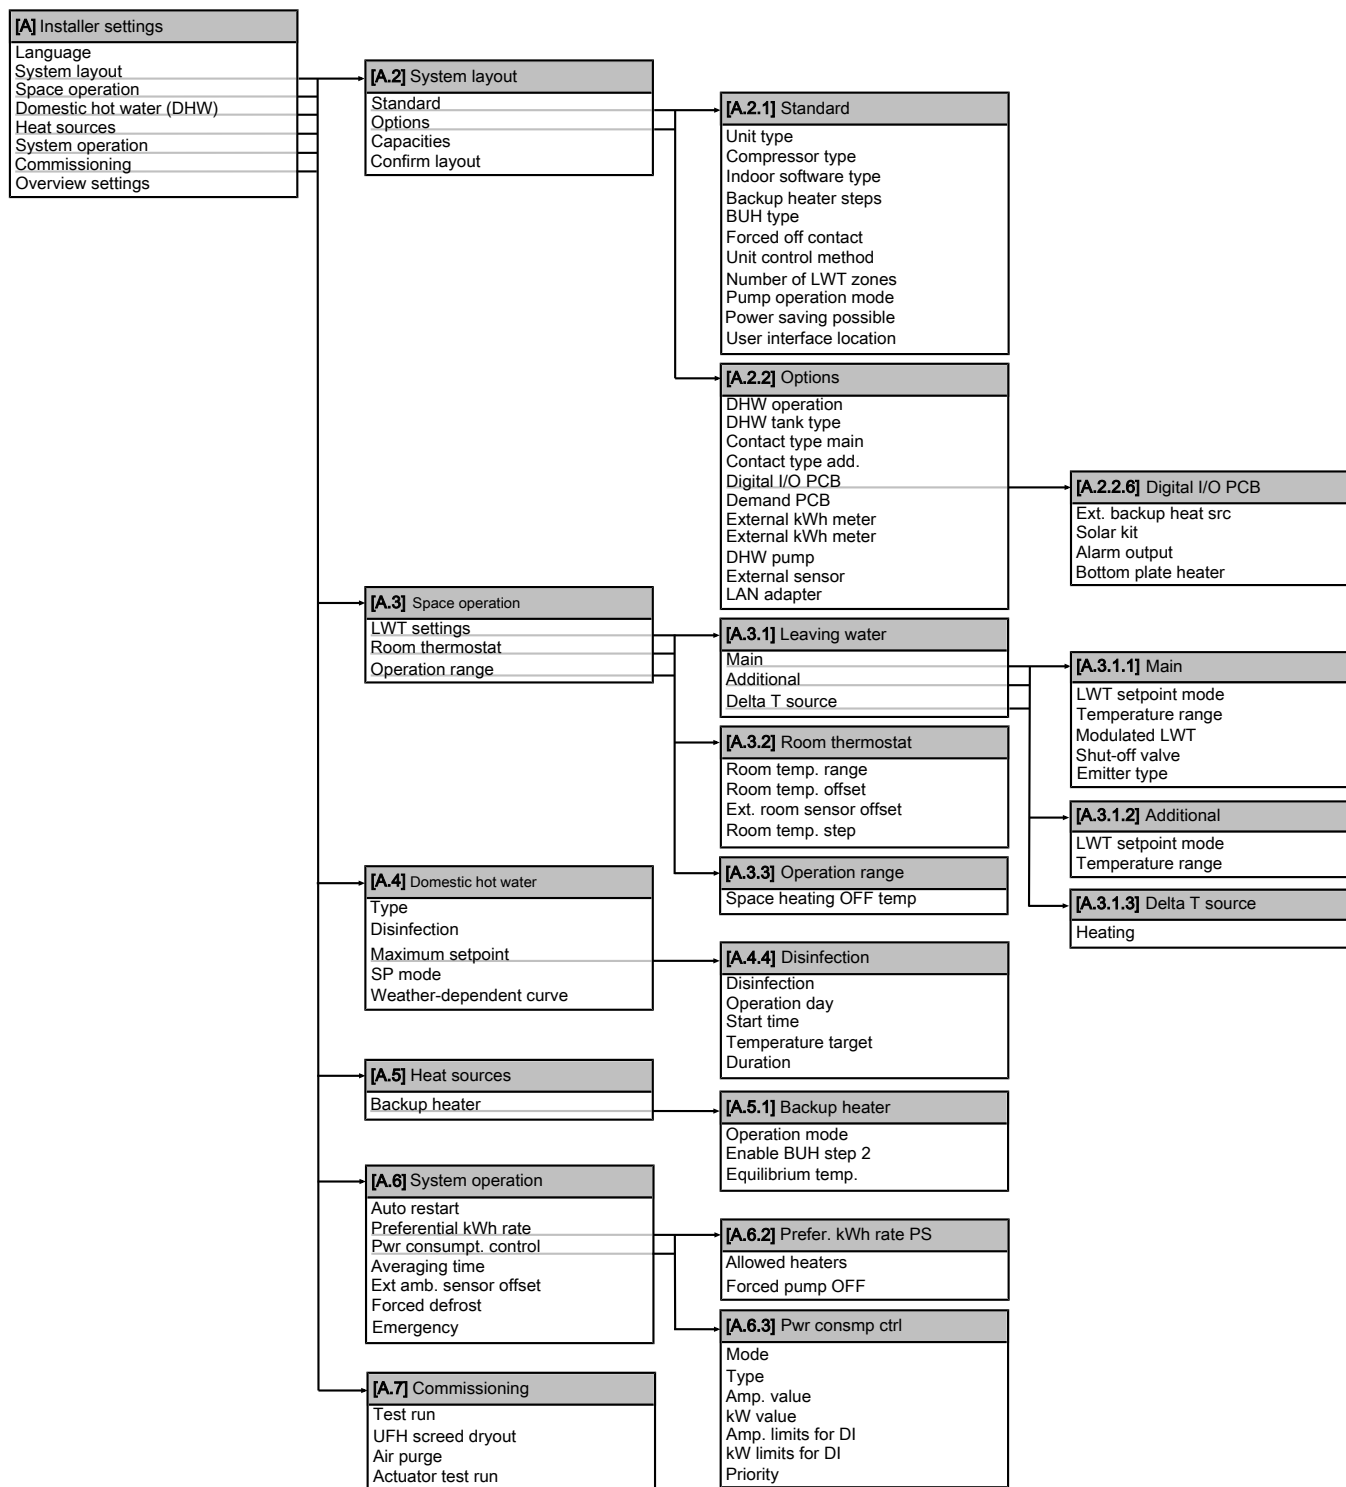 [A] Installer settings
Language
System layout
Space operation
Domestic hot water (DHW)
Heat sources
System operation
Commissioning
Overview settings
[A.2] System layout
Standard
Options
Capacities
Confirm layout
[A.2.1] Standard
Unit type
Compressor type
Indoor software type
Backup heater steps
BUH type
Forced off contact
Unit control method
Number of LWT zones
Pump operation mode
Power saving possible
User interface location
[A.2.2] Options
DHW operation
DHW tank type
Contact type main
Contact type add.
Digital I/O PCB
Demand PCB
External kWh meter
External kWh meter
DHW pump
External sensor
LAN adapter
[A.2.2.6] Digital I/O PCB
Ext. backup heat src
Solar kit
Alarm output
Bottom plate heater
[A.3] Space operation
LWT settings
Room thermostat
Operation range
[A.3.1] Leaving water
Main
Additional
Delta T source
[A.3.1.1] Main
LWT setpoint mode
Temperature range
Modulated LWT
Shut-off valve
Emitter type
[A.3.2] Room thermostat
Room temp. range
Room temp. offset
Ext. room sensor offset
Room temp. step
[A.3.1.2] Additional
LWT setpoint mode
Temperature range
[A.3.3] Operation range
Space heating OFF temp
[A.3.1.3] Delta T source
Heating
[A.4] Domestic hot water
Type
Disinfection
Maximum setpoint
SP mode
Weather-dependent curve
[A.4.4] Disinfection
Disinfection
Operation day
Start time
Temperature target
Duration
[A.5] Heat sources
Backup heater
[A.5.1] Backup heater
Operation mode
Enable BUH step 2
Equilibrium temp.
[A.6] System operation
Auto restart
Preferential kWh rate
Pwr consumpt. control
Averaging time
Ext amb. sensor offset
Forced defrost
Emergency
[A.6.2] Prefer. kWh rate PS
Allowed heaters
Forced pump OFF
[A.6.3] Pwr consmp ctrl
Mode
Type
Amp. value
kW value
Amp. limits for DI
kW limits for DI
Priority
[A.7] Commissioning
Test run
UFH screed dryout
Air purge
Actuator test run